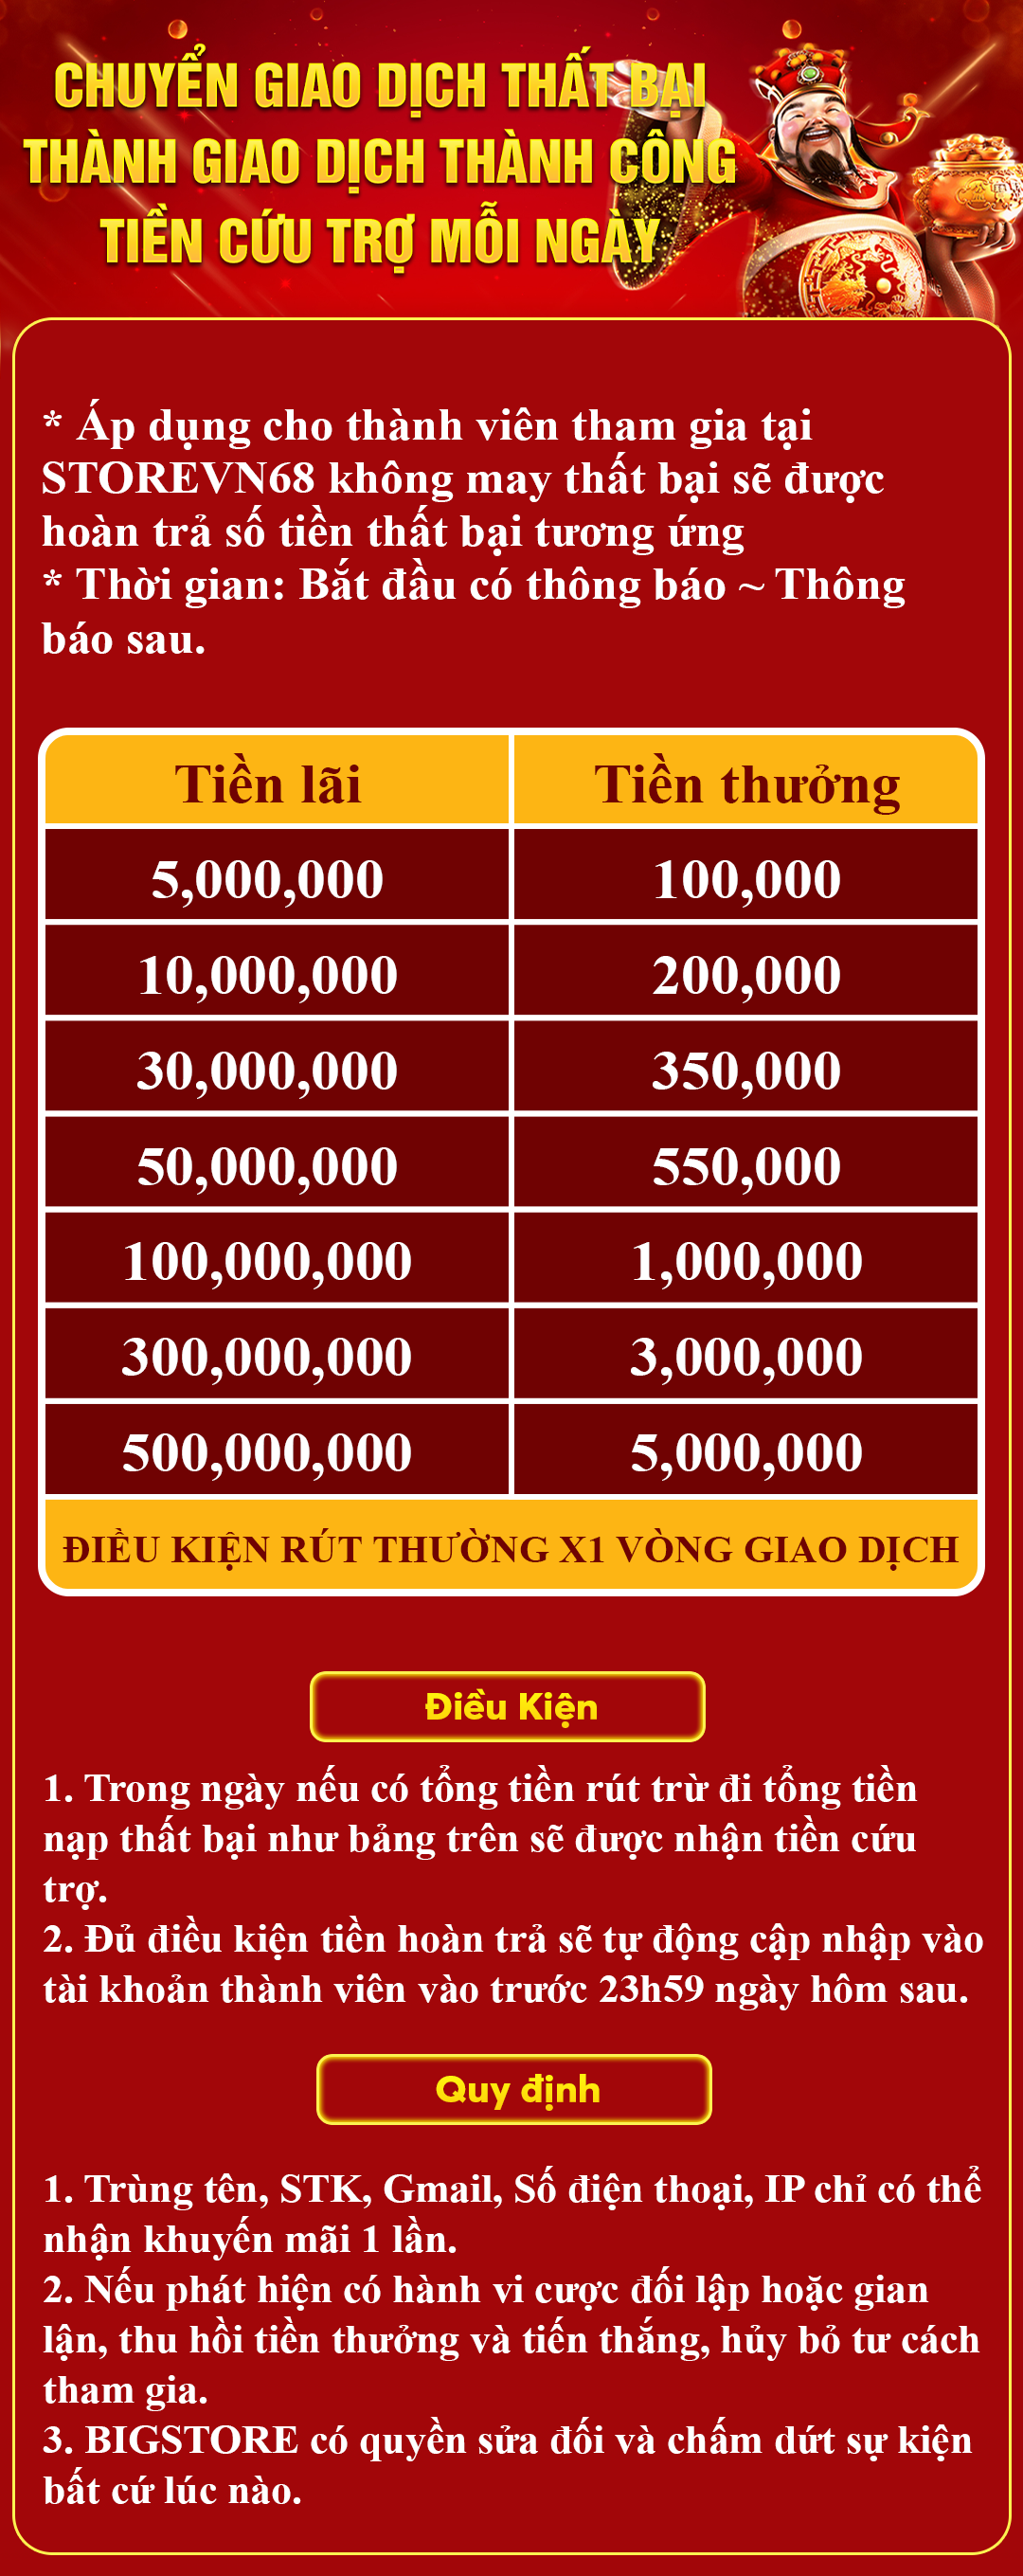 CHUYỂN GIAO DỊCH THẤT BẠI
THÀNH GIAO DỊCH THÀNH CÔNG
TIỀN CỨU TRỢ MỖI NGÀY
* Áp dụng cho thành viên tham gia tại
STOREVN68 không may thất bại sẽ được
hoàn trả số tiền thất bại tương ứng
* Thời gian: Bắt đầu có thông báo ~ Thông
báo sau.
Tiền lãi Tiền thưởng
5,000,000 100,000
10,000,000 200,000
30,000,000 350,000
50,000,000 550,000
100,000,000 1,000,000
300,000,000 3,000,000
500,000,000 5,000,000
ĐIỀU KIỆN RÚT THƯỜNG X1 VÒNG GIAO DỊCH
Điều Kiện
1. Trong ngày nếu có tổng tiền rút trừ đi tổng tiền
nạp thất bại như bảng trên sẽ được nhận tiền cứu
trợ.
2. Đủ điều kiện tiền hoàn trả sẽ tự động cập nhập vào
tài khoản thành viên vào trước 23h59 ngày hôm sau.
Quy định
1. Trùng tên, STK, Gmail, Số điện thoại, IP chỉ có thể
nhận khuyến mãi 1 lần.
2. Nếu phát hiện có hành vi cược đối lập hoặc gian
lận, thu hồi tiền thưởng và tiến thắng, hủy bỏ tư cách
tham gia.
3. BIGSTORE có quyền sửa đối và chấm dứt sự kiện
bất cứ lúc nào.